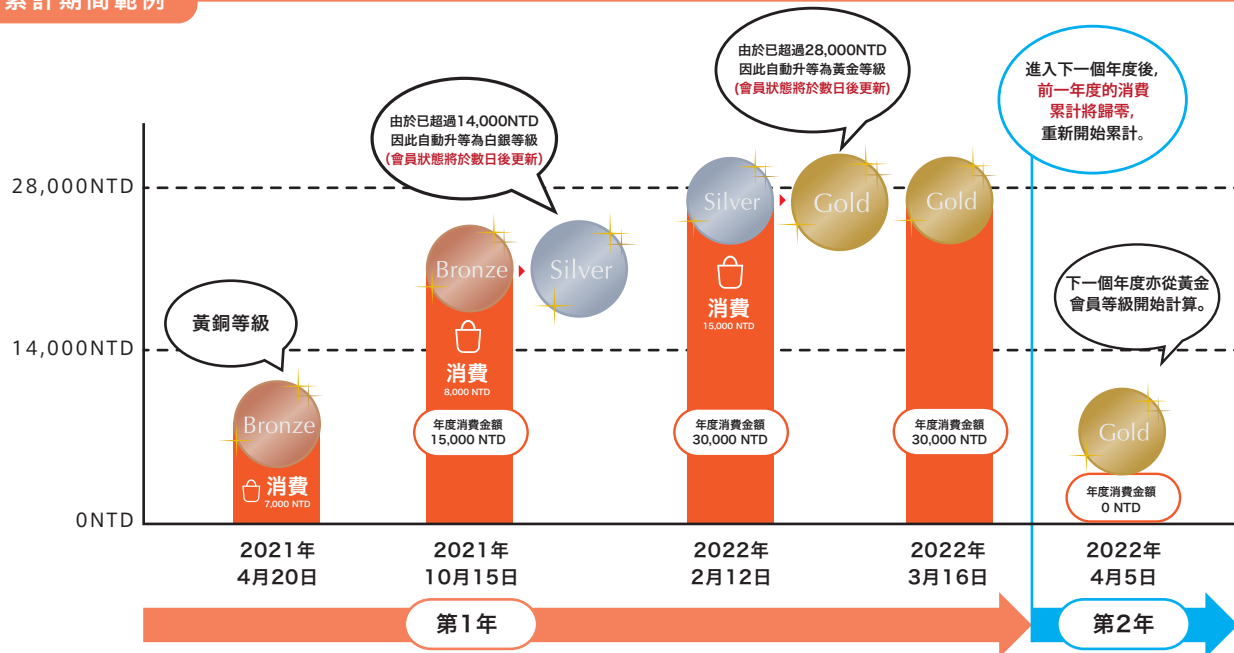 累計期間範例
由於已超過28,000NTD
因此自動升等為黃金等級
(會員狀態將於數日後更新)
進入下一個年度後,
前一年度的消費
累計將歸零,
重新開始累計。
由於已超過14,000NTD
因此自動升等為白銀等級
(會員狀態將於數日後更新)
28,000NTD
Silver
Gold
Gold
Bronze
Silver
消費
15,000 NTD
下一個年度亦從黃金
會員等級開始計算。
黃銅等級
14,000NTD
消費
8,000 NTD
Bronze
年度消費金額
15,000 NTD
年度消費金額
30,000 NTD
年度消費金額
30,000 NTD
Gold
消費
7,000 NTD
年度消費金額
0 NTD
0NTD
2021年
4月20日
2021年
10月15日
2022年
2月12日
2022年
3月16日
2022年
4月5日
第1年
第2年